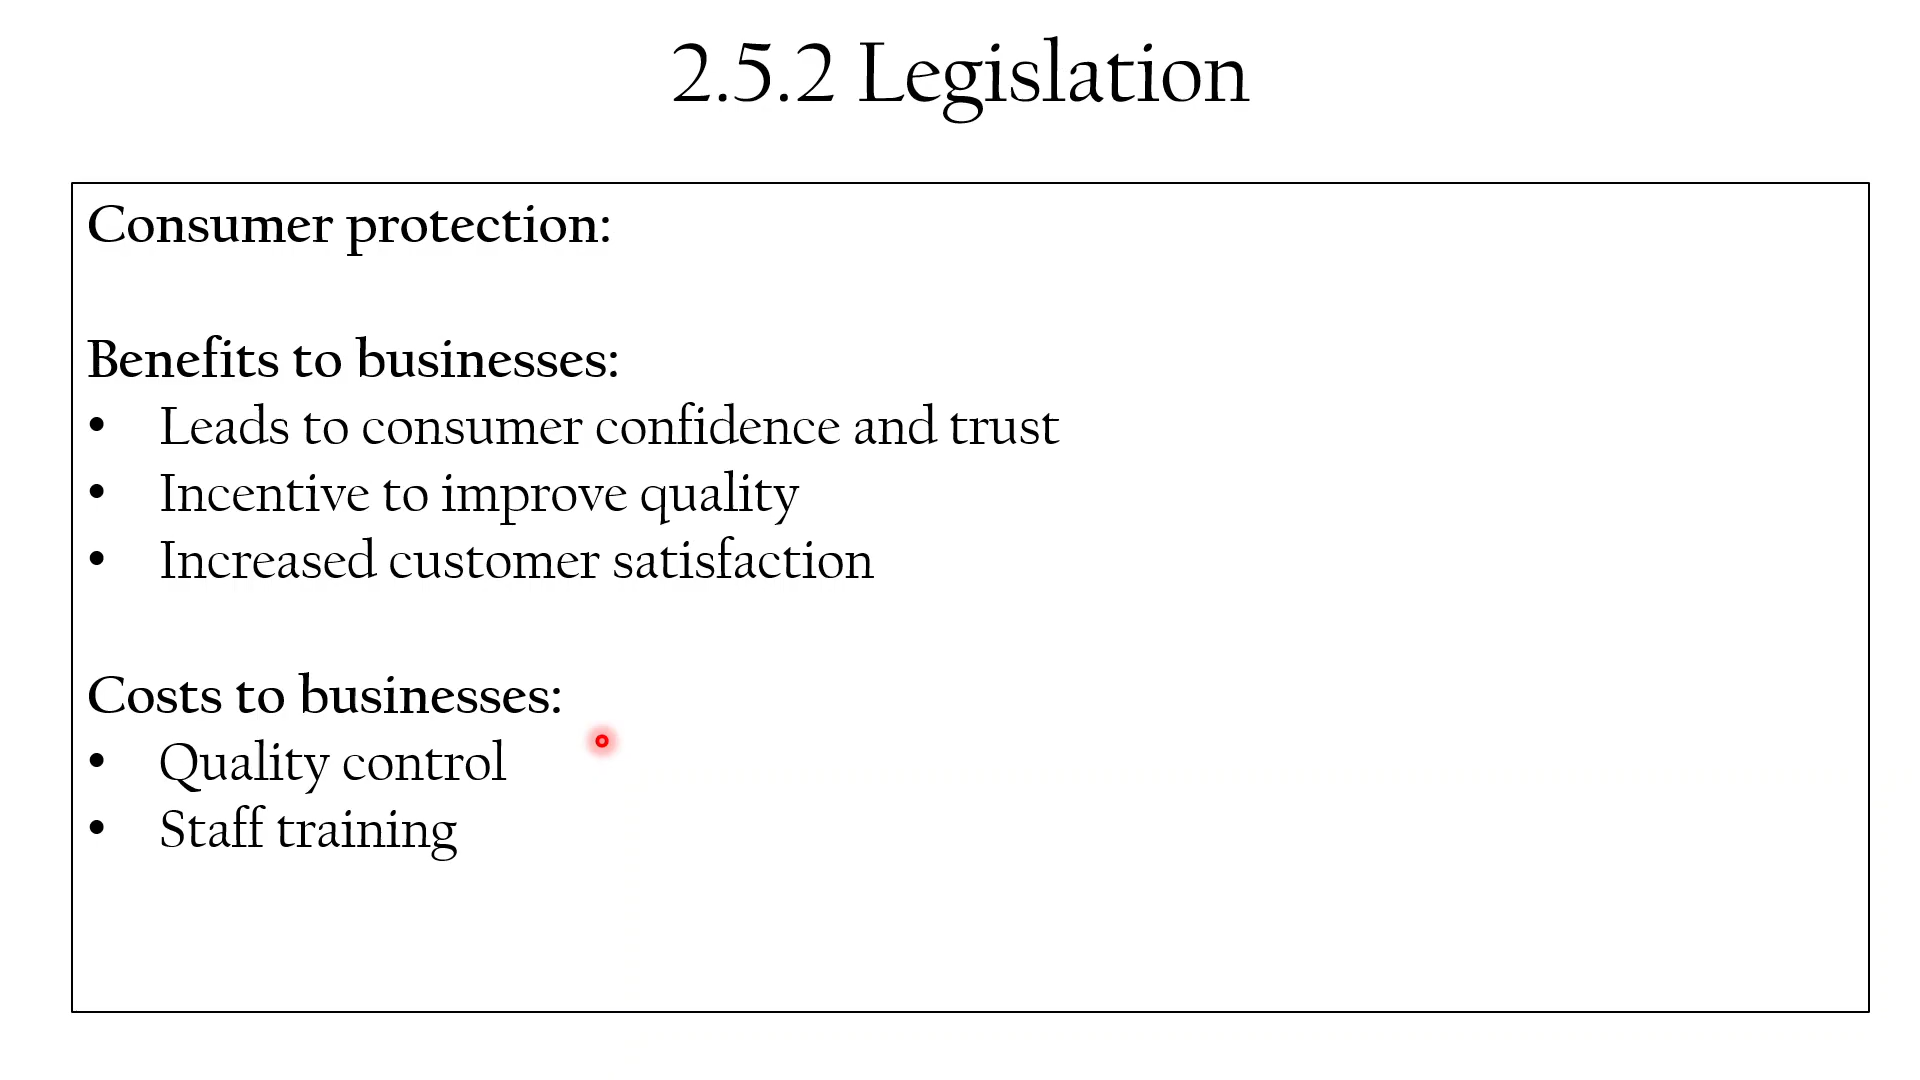 2.5.2 Legislation
Consumer protection:
Benefits to businesses:
• Leads to consumer confidence and trust
• Incentive to improve quality
• Increased customer satisfaction
Costs to businesses:
• Quality control
• Staff training